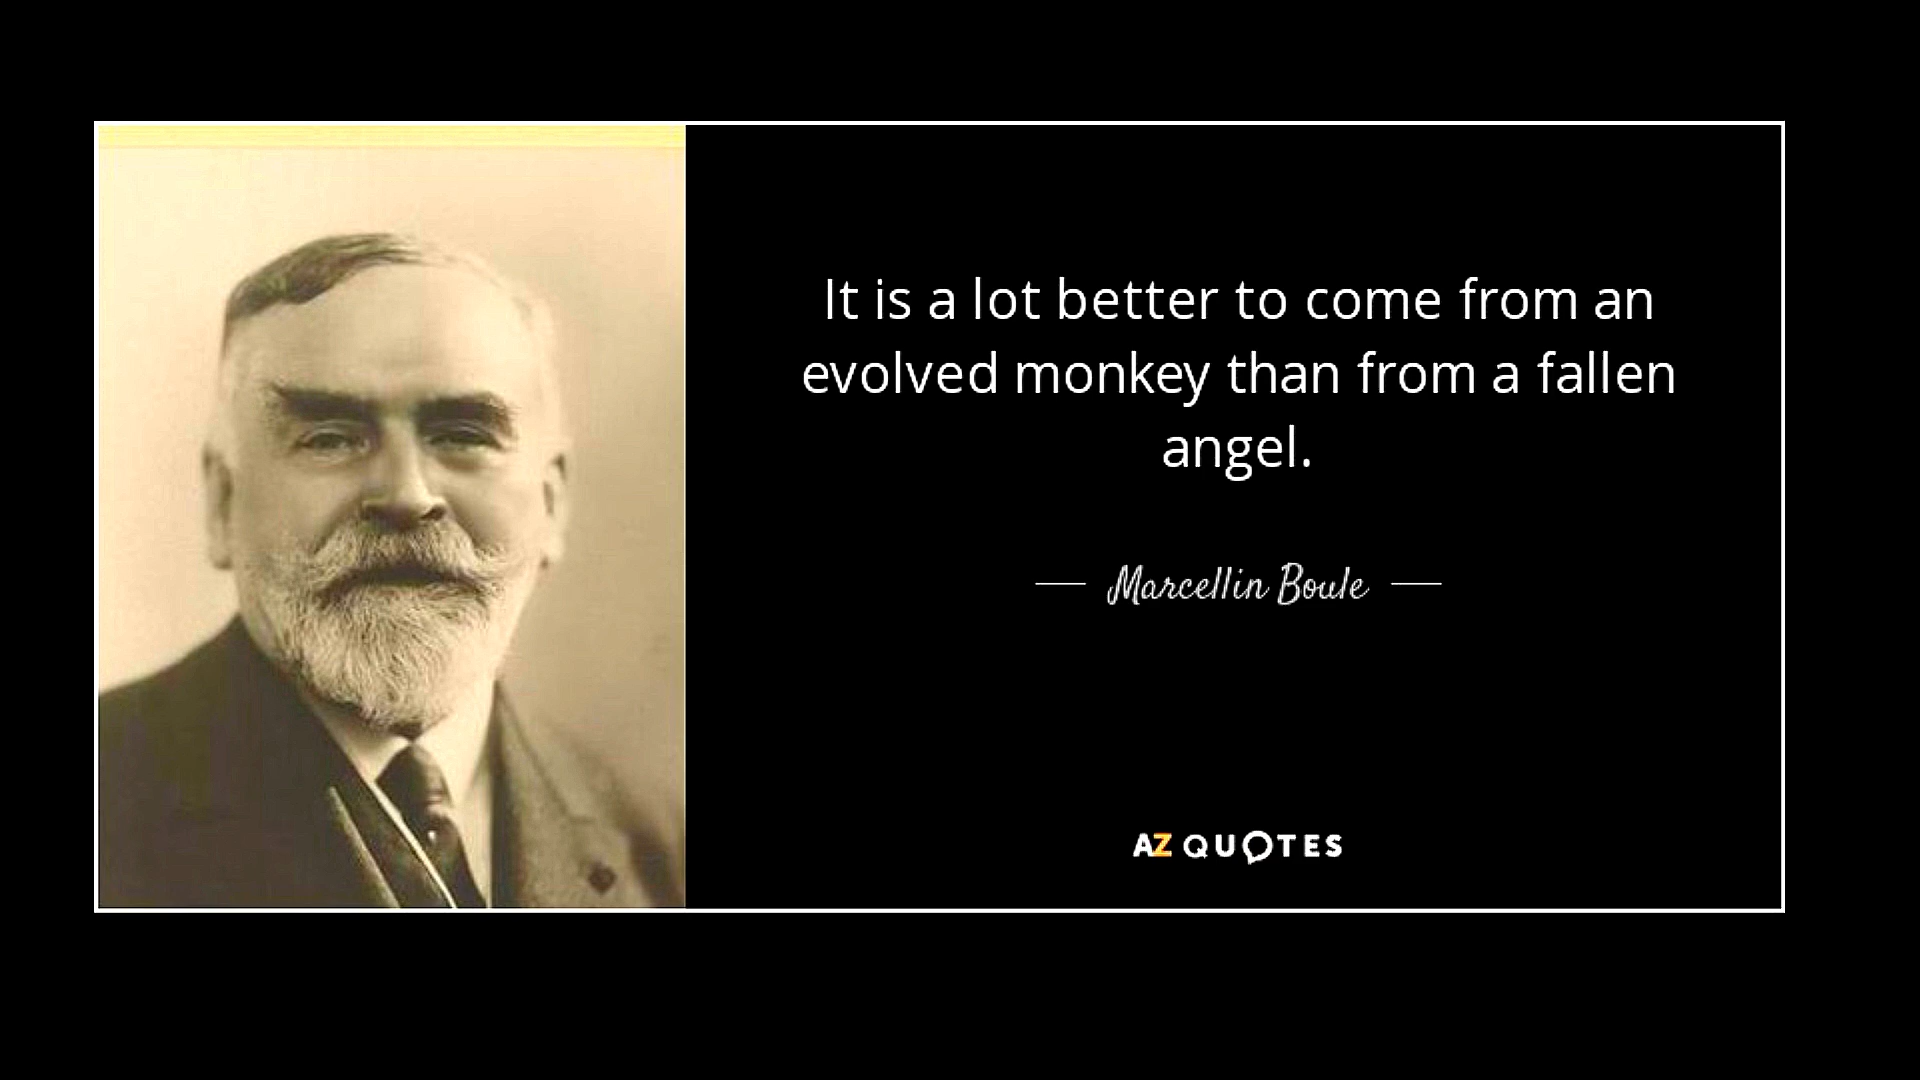 It is a lot better to come from an
evolved monkey than from a fallen
angel.
Marcellin Boule
AZ QUOTES